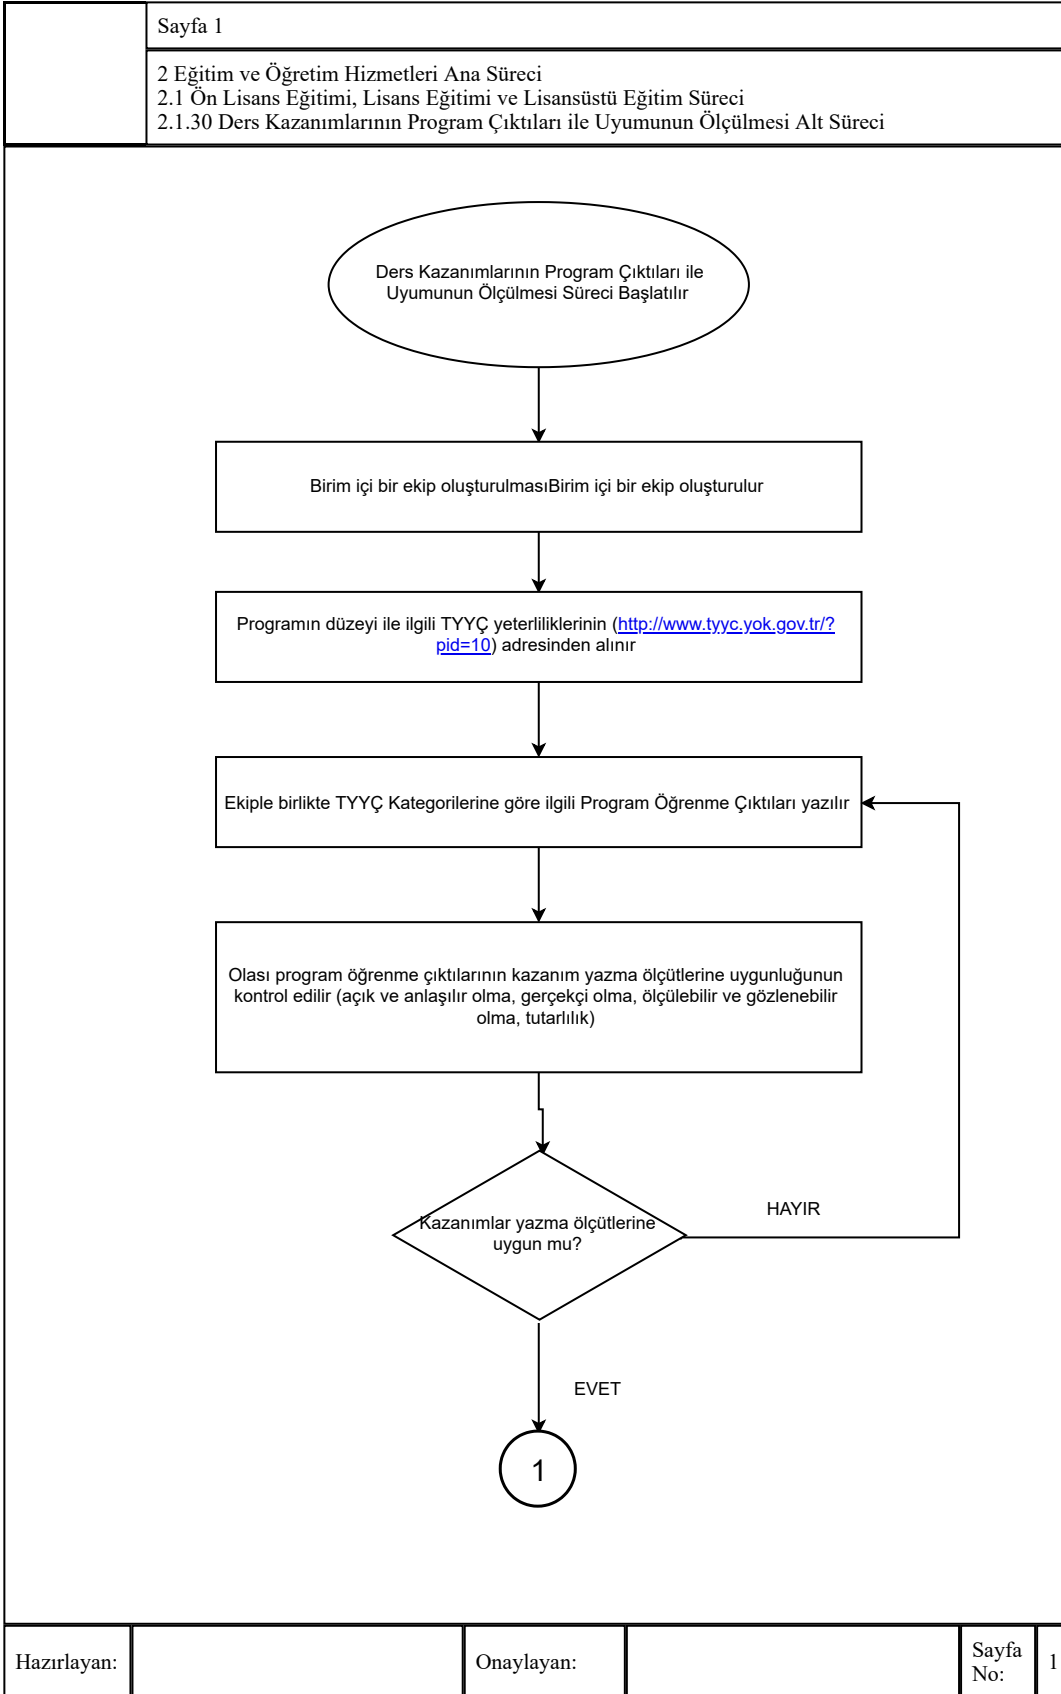 Sayfa 1
2 Eğitim ve Öğretim Hizmetleri Ana Süreci
2.1 Ön Lisans Eğitimi, Lisans Eğitimi ve Lisansüstü Eğitim Süreci
2.1.30 Ders Kazanımlarının Program Çıktıları ile Uyumunun Ölçülmesi Alt Süreci
Ders Kazanımlarının Program Çıktıları ile
Uyumunun Ölçülmesi Süreci Başlatılır
Birim içi bir ekip oluşturulmasıBirim içi bir ekip oluşturulur
Programın düzeyi ile ilgili TYYÇ yeterliliklerinin (http://www.tyyc.yok.gov.tr/?
pid=10) adresinden alınır
Ekiple birlikte TYYÇ Kategorilerine göre ilgili Program Öğrenme Çıktıları yazılır
Olası program öğrenme çıktılarının kazanım yazma ölçütlerine uygunluğunun
kontrol edilir (açık ve anlaşılır olma, gerçekçi olma, ölçülebilir ve gözlenebilir
olma, tutarlılık)
Kazanımlar yazma ölçütlerine
uygun mu?
HAYIR
EVET
1
Hazırlayan:
Onaylayan:
Sayfa
No:
1